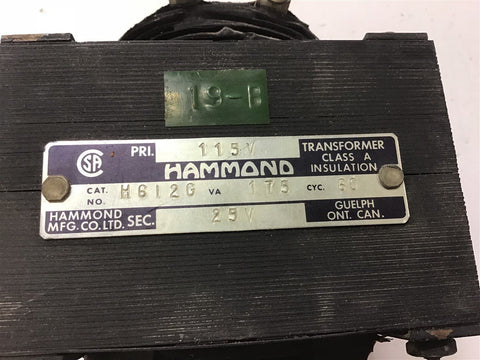 19-B
CSA PRI. 115V TRANSFORMER
CLASS A
HAMMOND INSULATION
CAT. NO. H612G VA 175 CYC. 60
HAMMOND MFG. CO. LTD. SEC. 25V GUELPH ONT. CAN.